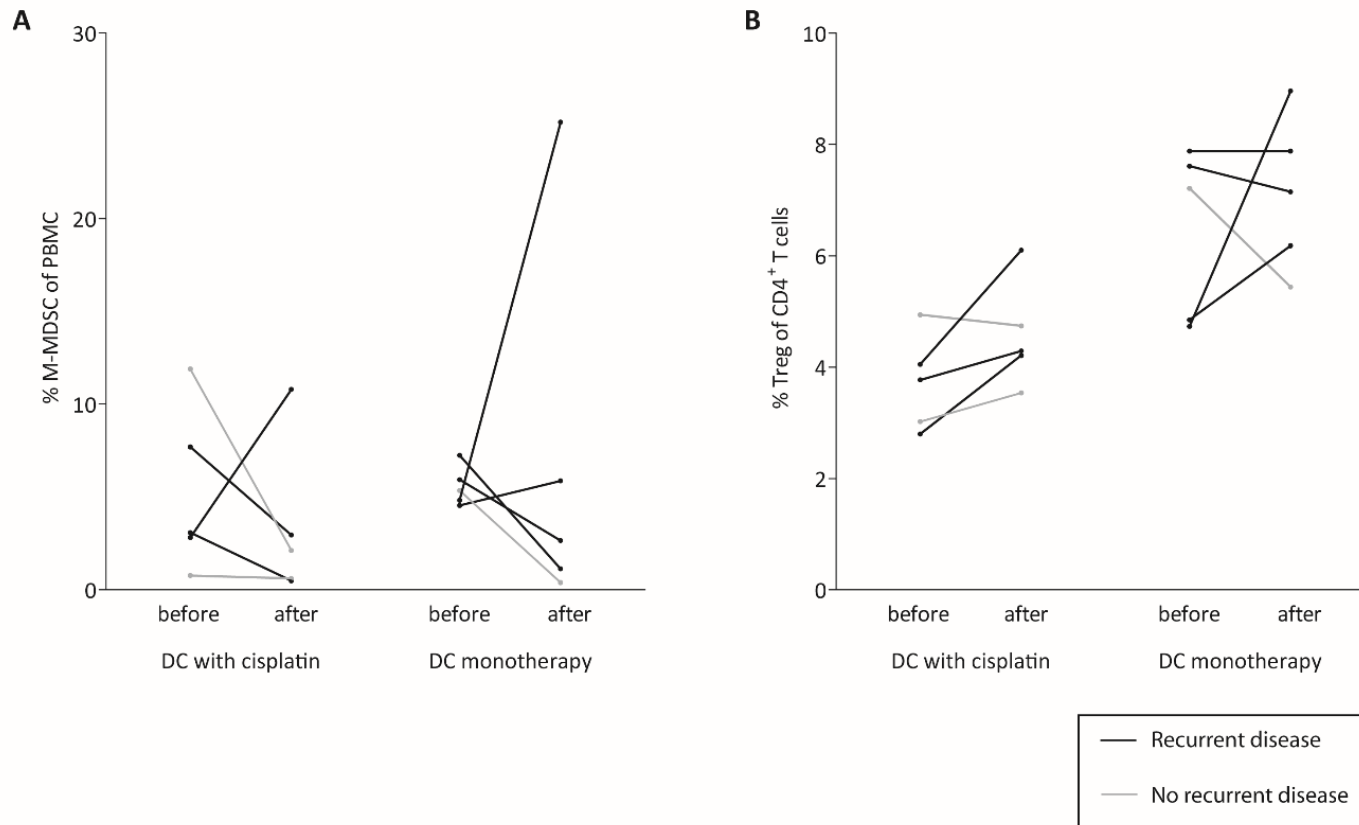 A
% M-MDSC of PBMC
30
20
10
0
before after before after
DC with cisplatin DC monotherapy
B
% Treg of CD4⁺ T cells
10
8
6
4
2
0
before after before after
DC with cisplatin DC monotherapy
Recurrent disease
No recurrent disease